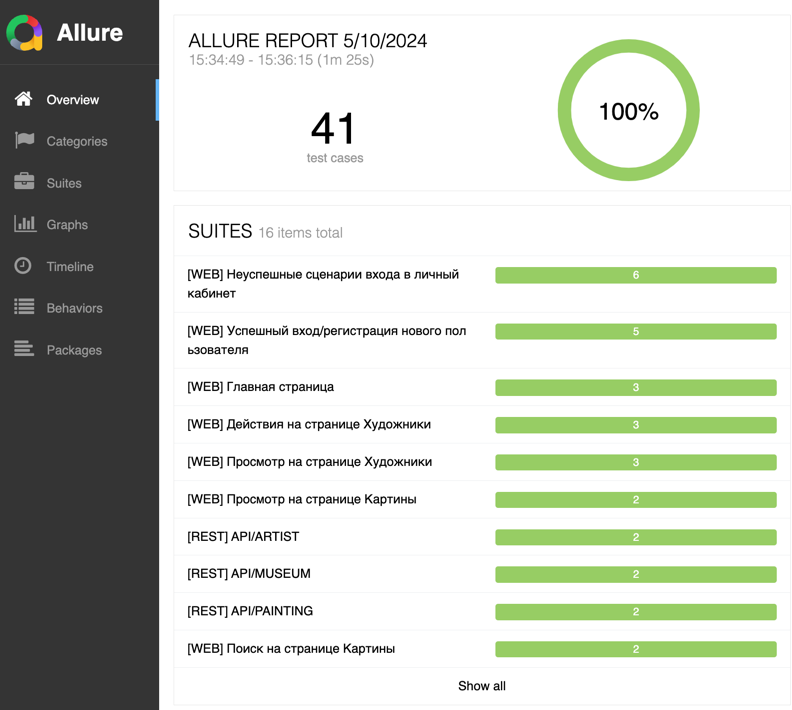 Allure
Overview
Categories
Suites
Graphs
Timeline
Behaviors
Packages
ALLURE REPORT 5/10/2024
15:34:49 - 15:36:15 (1m 25s)
41
test cases
100%
SUITES 16 items total
[WEB] Неуспешные сценарии входа в личный
кабинет
6
[WEB] Успешный вход/регистрация нового пол
ьзователя
5
[WEB] Главная страница
3
[WEB] Действия на странице Художники
3
[WEB] Просмотр на странице Художники
3
[WEB] Просмотр на странице Картины
2
[REST] API/ARTIST
2
[REST] API/MUSEUM
2
[REST] API/PAINTING
2
[WEB] Поиск на странице Картины
2
Show all